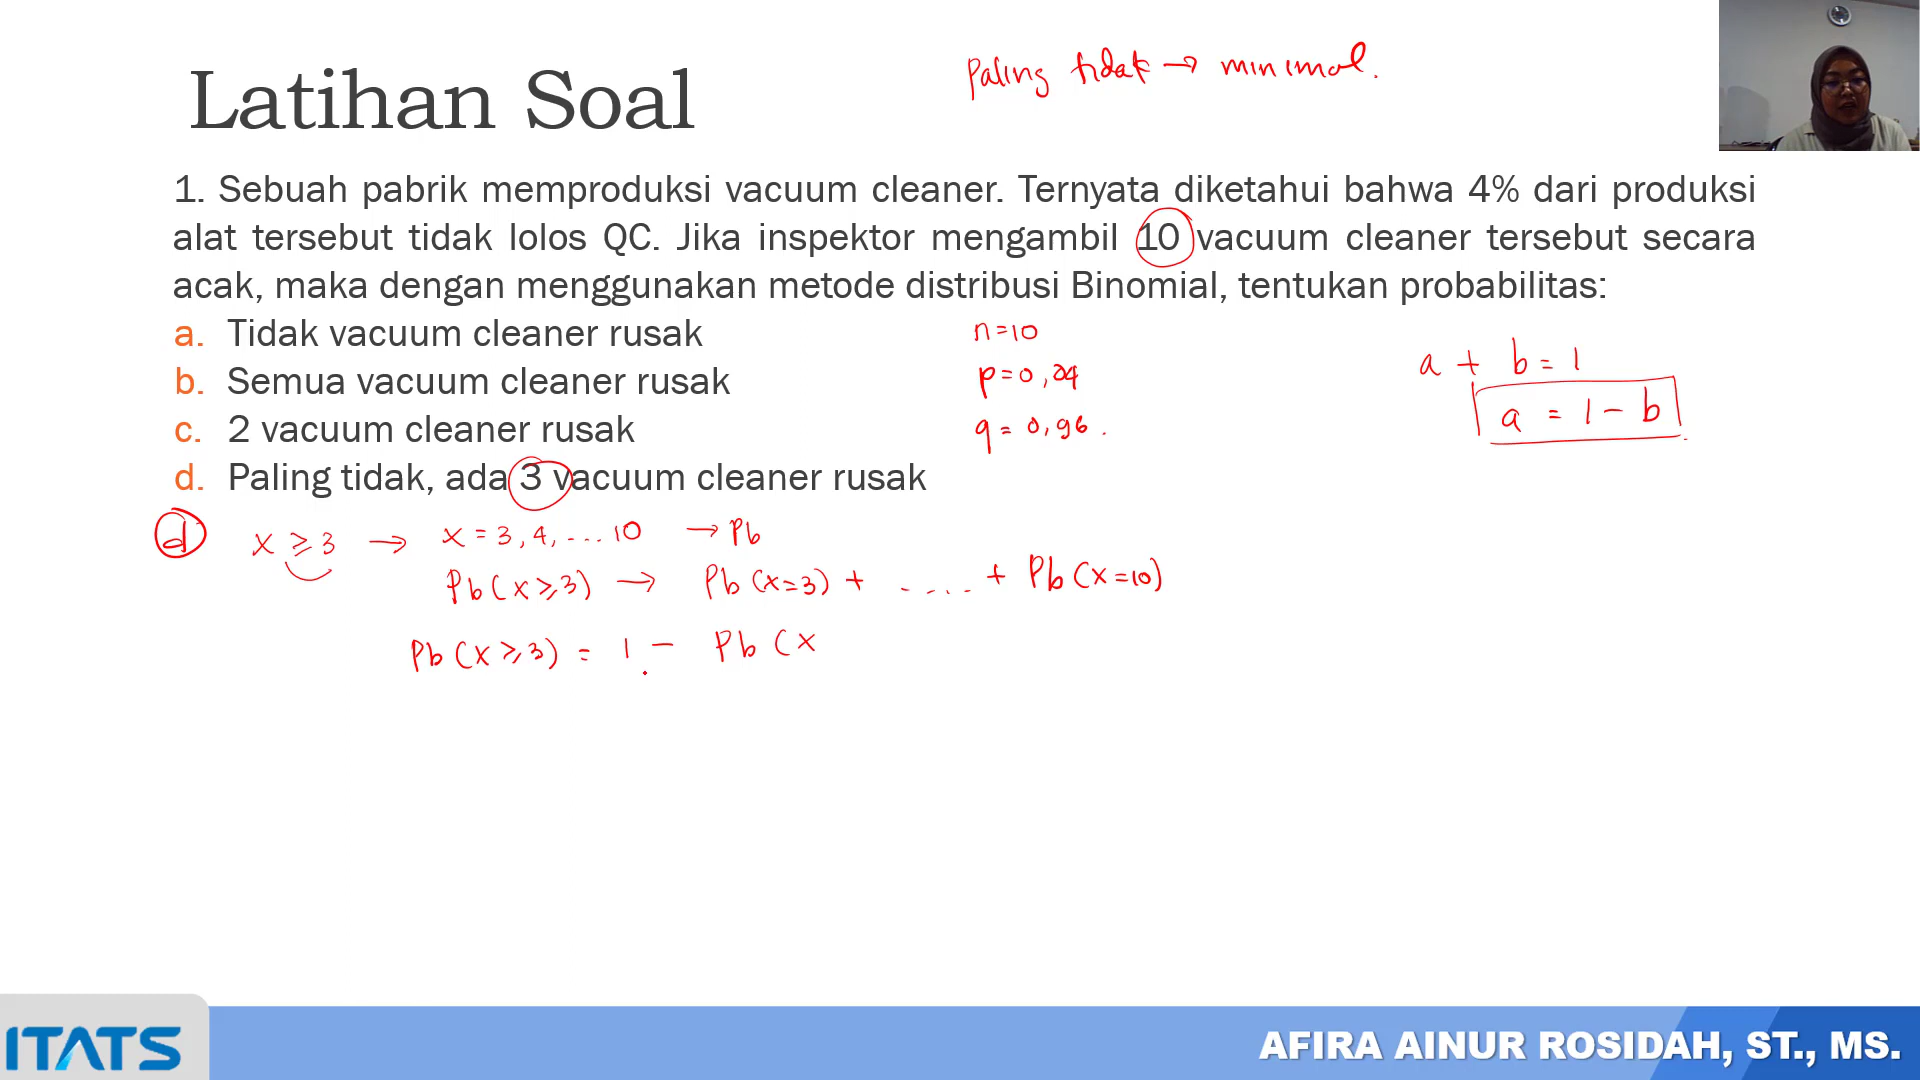 Paling tidak → minimal.
Latihan Soal
1. Sebuah pabrik memproduksi vacuum cleaner. Ternyata diketahui bahwa 4% dari produksi
alat tersebut tidak lolos QC. Jika inspektor mengambil 10 vacuum cleaner tersebut secara
acak, maka dengan menggunakan metode distribusi Binomial, tentukan probabilitas:
a. Tidak vacuum cleaner rusak
b. Semua vacuum cleaner rusak
c. 2 vacuum cleaner rusak
d. Paling tidak, ada 3 vacuum cleaner rusak
n=10
p=0,04
q=0,96.
a + b = 1
a = 1 - b
d x ≥ 3 → x = 3, 4, ... 10 → Pb
Pb(x ≥ 3) → Pb(x=3) + ..... + Pb(x=10)
Pb(x ≥ 3) = 1 - Pb (x
ITATS
AFIRA AINUR ROSIDAH, ST., MS.